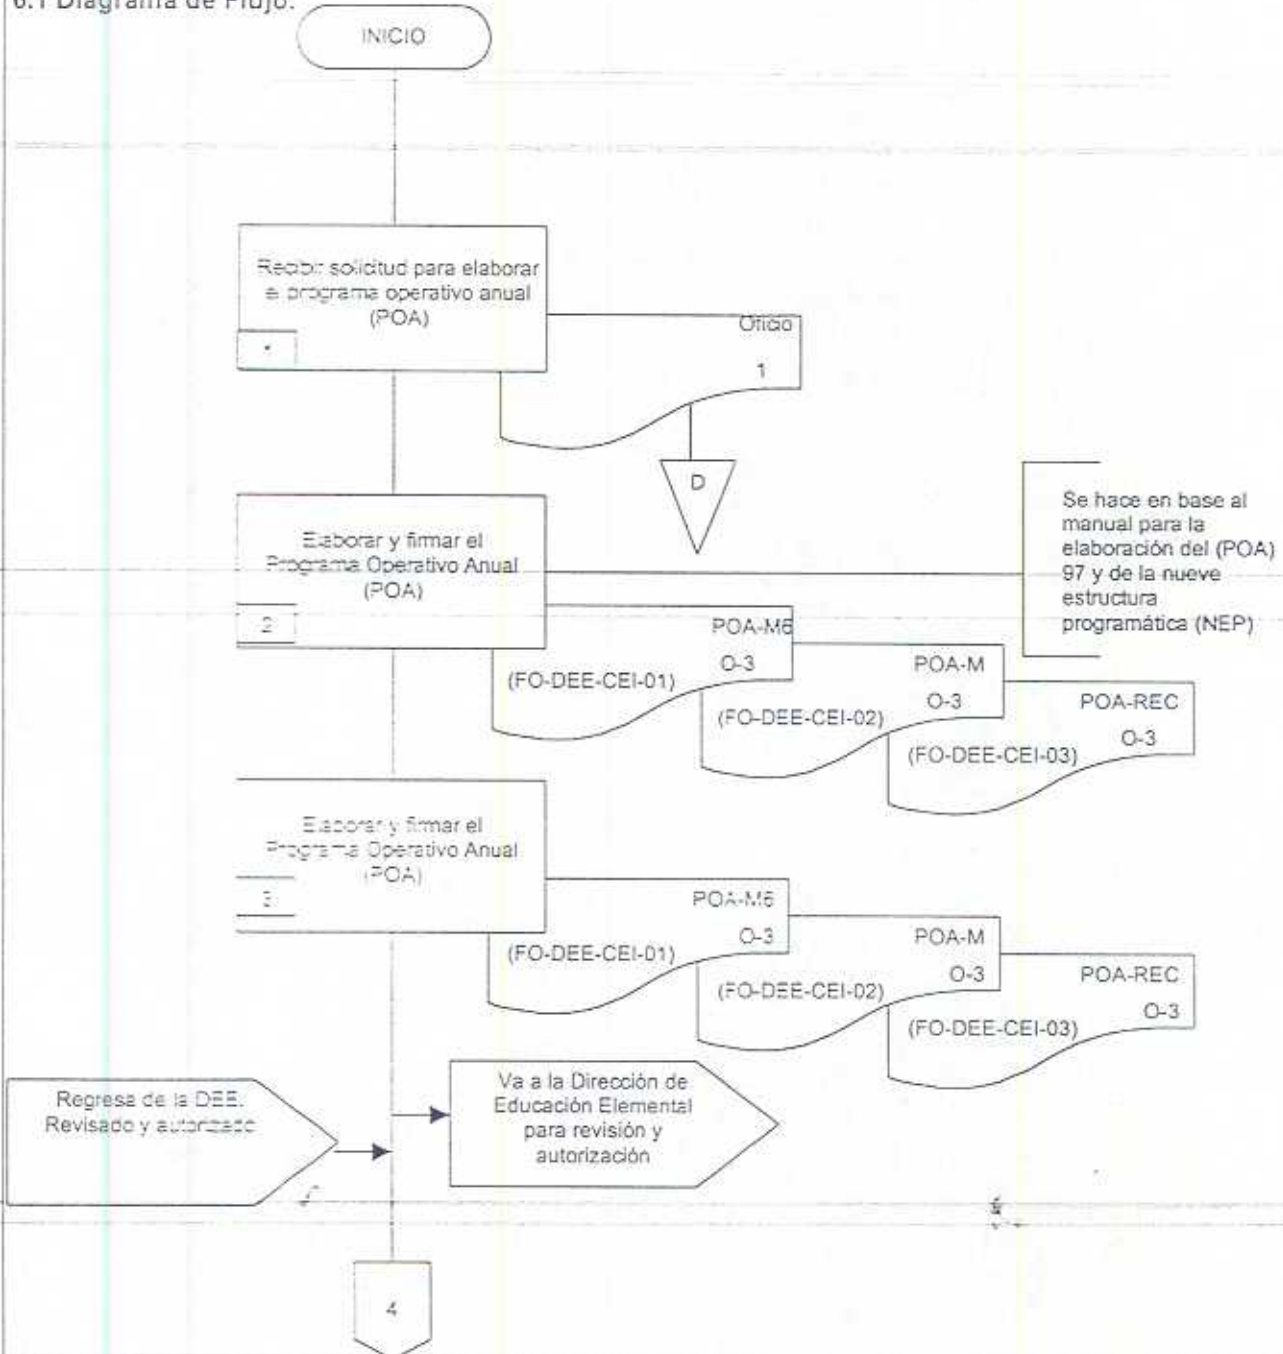 6.1 Diagrama de Flujo.
INICIO
Recibir solicitud para elaborar
el programa operativo anual
(POA)
Oficio
1
D
Elaborar y firmar el
Programa Operativo Anual
(POA)
2
Se hace en base al
manual para la
elaboración del (POA)
97 y de la nueve
estructura
programática (NEP)
POA-M6
O-3
(FO-DEE-CEI-01)
POA-M
O-3
(FO-DEE-CEI-02)
POA-REC
O-3
(FO-DEE-CEI-03)
Elaborar y firmar el
Programa Operativo Anual
(POA)
3
POA-M6
O-3
(FO-DEE-CEI-01)
POA-M
O-3
(FO-DEE-CEI-02)
POA-REC
O-3
(FO-DEE-CEI-03)
Regresa de la DEE.
Revisado y autorizado
Va a la Dirección de
Educación Elemental
para revisión y
autorización
4